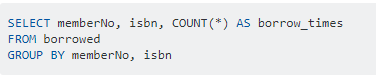 SELECT memberNo, isbn, COUNT(*) AS borrow_times
FROM borrowed
GROUP BY memberNo, isbn